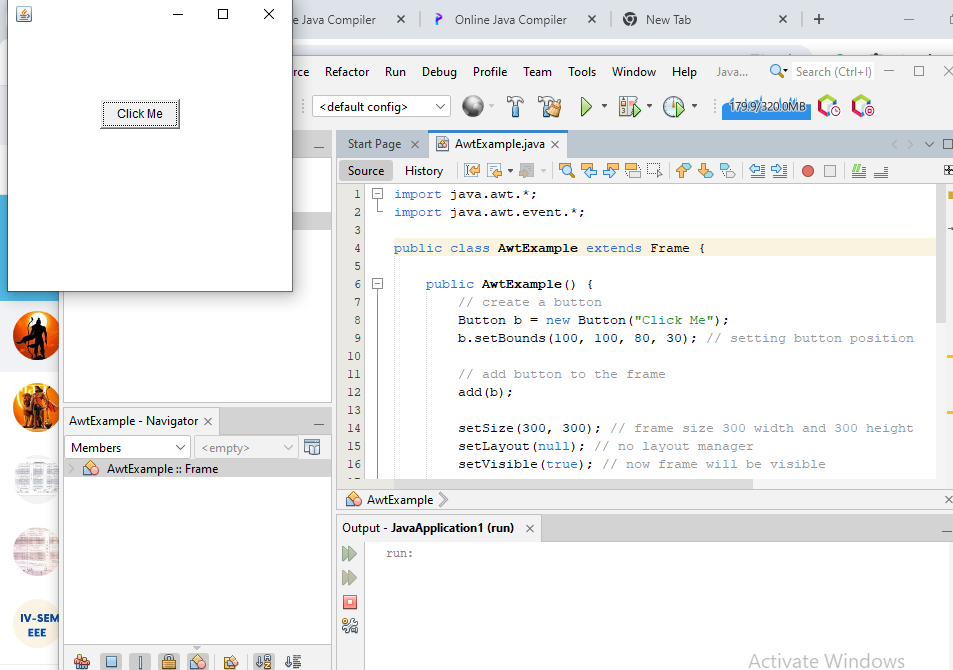 e Java Compiler
Online Java Compiler
New Tab
Click Me
rce Refactor Run Debug Profile Team Tools Window Help Java... Search (Ctrl+I)
<default config>
179.9/320.0MB
Start Page
AwtExample.java
Source History
1 import java.awt.*;
2 import java.awt.event.*;
3
4 public class AwtExample extends Frame {
5
6 public AwtExample() {
7 // create a button
8 Button b = new Button("Click Me");
9 b.setBounds(100, 100, 80, 30); // setting button position
10
11 // add button to the frame
12 add(b);
13
14 setSize(300, 300); // frame size 300 width and 300 height
15 setLayout(null); // no layout manager
16 setVisible(true); // now frame will be visible
AwtExample
AwtExample - Navigator
Members
<empty>
AwtExample :: Frame
Output - JavaApplication1 (run)
run:
IV-SEM
EEE
Activate Windows